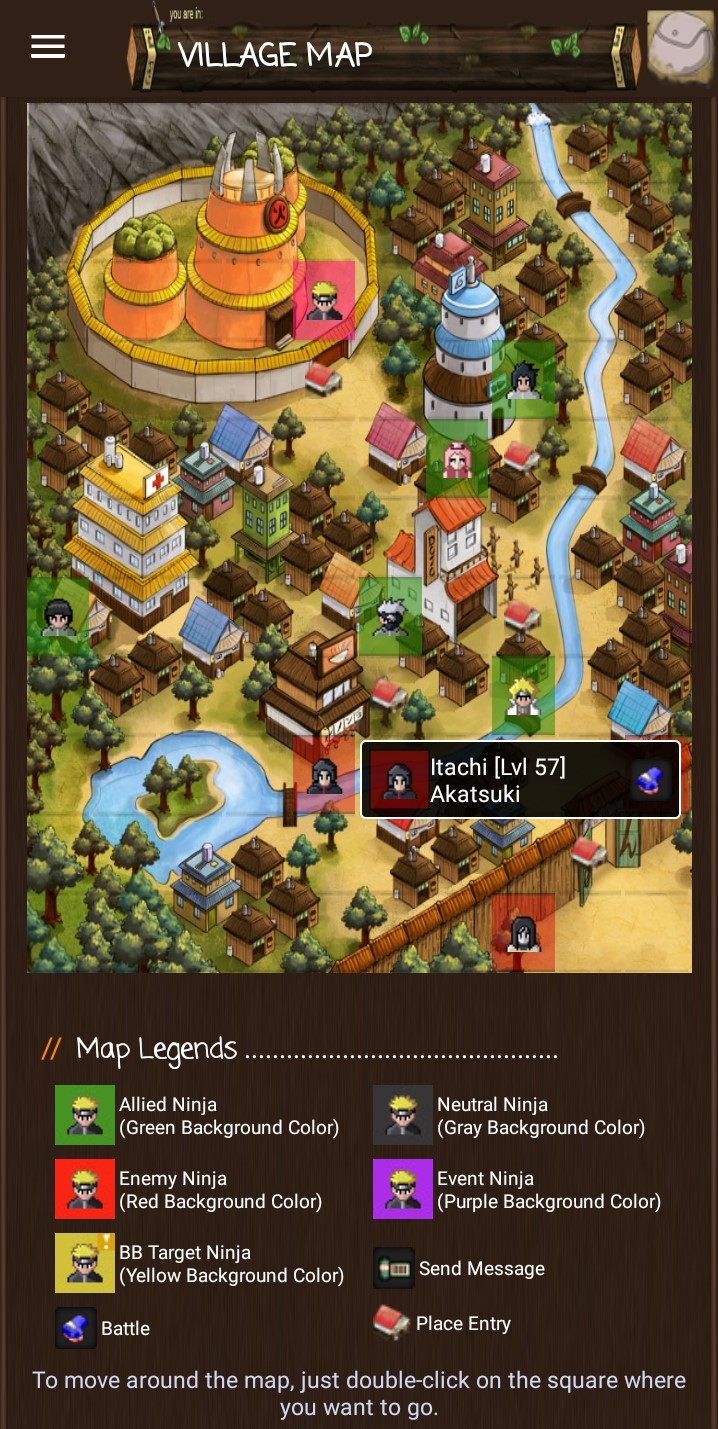 you are in:
VILLAGE MAP
火
Itachi [Lvl 57]
Akatsuki
// Map Legends .............................................
Allied Ninja
(Green Background Color)
Neutral Ninja
(Gray Background Color)
Enemy Ninja
(Red Background Color)
Event Ninja
(Purple Background Color)
BB Target Ninja
(Yellow Background Color)
Send Message
Battle
Place Entry
To move around the map, just double-click on the square where
you want to go.